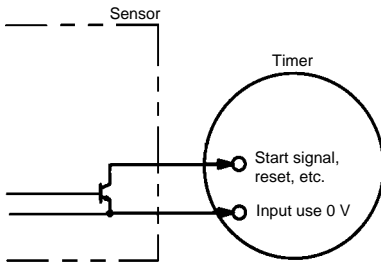 Sensor
Timer
Start signal,
reset, etc.
Input use 0 V